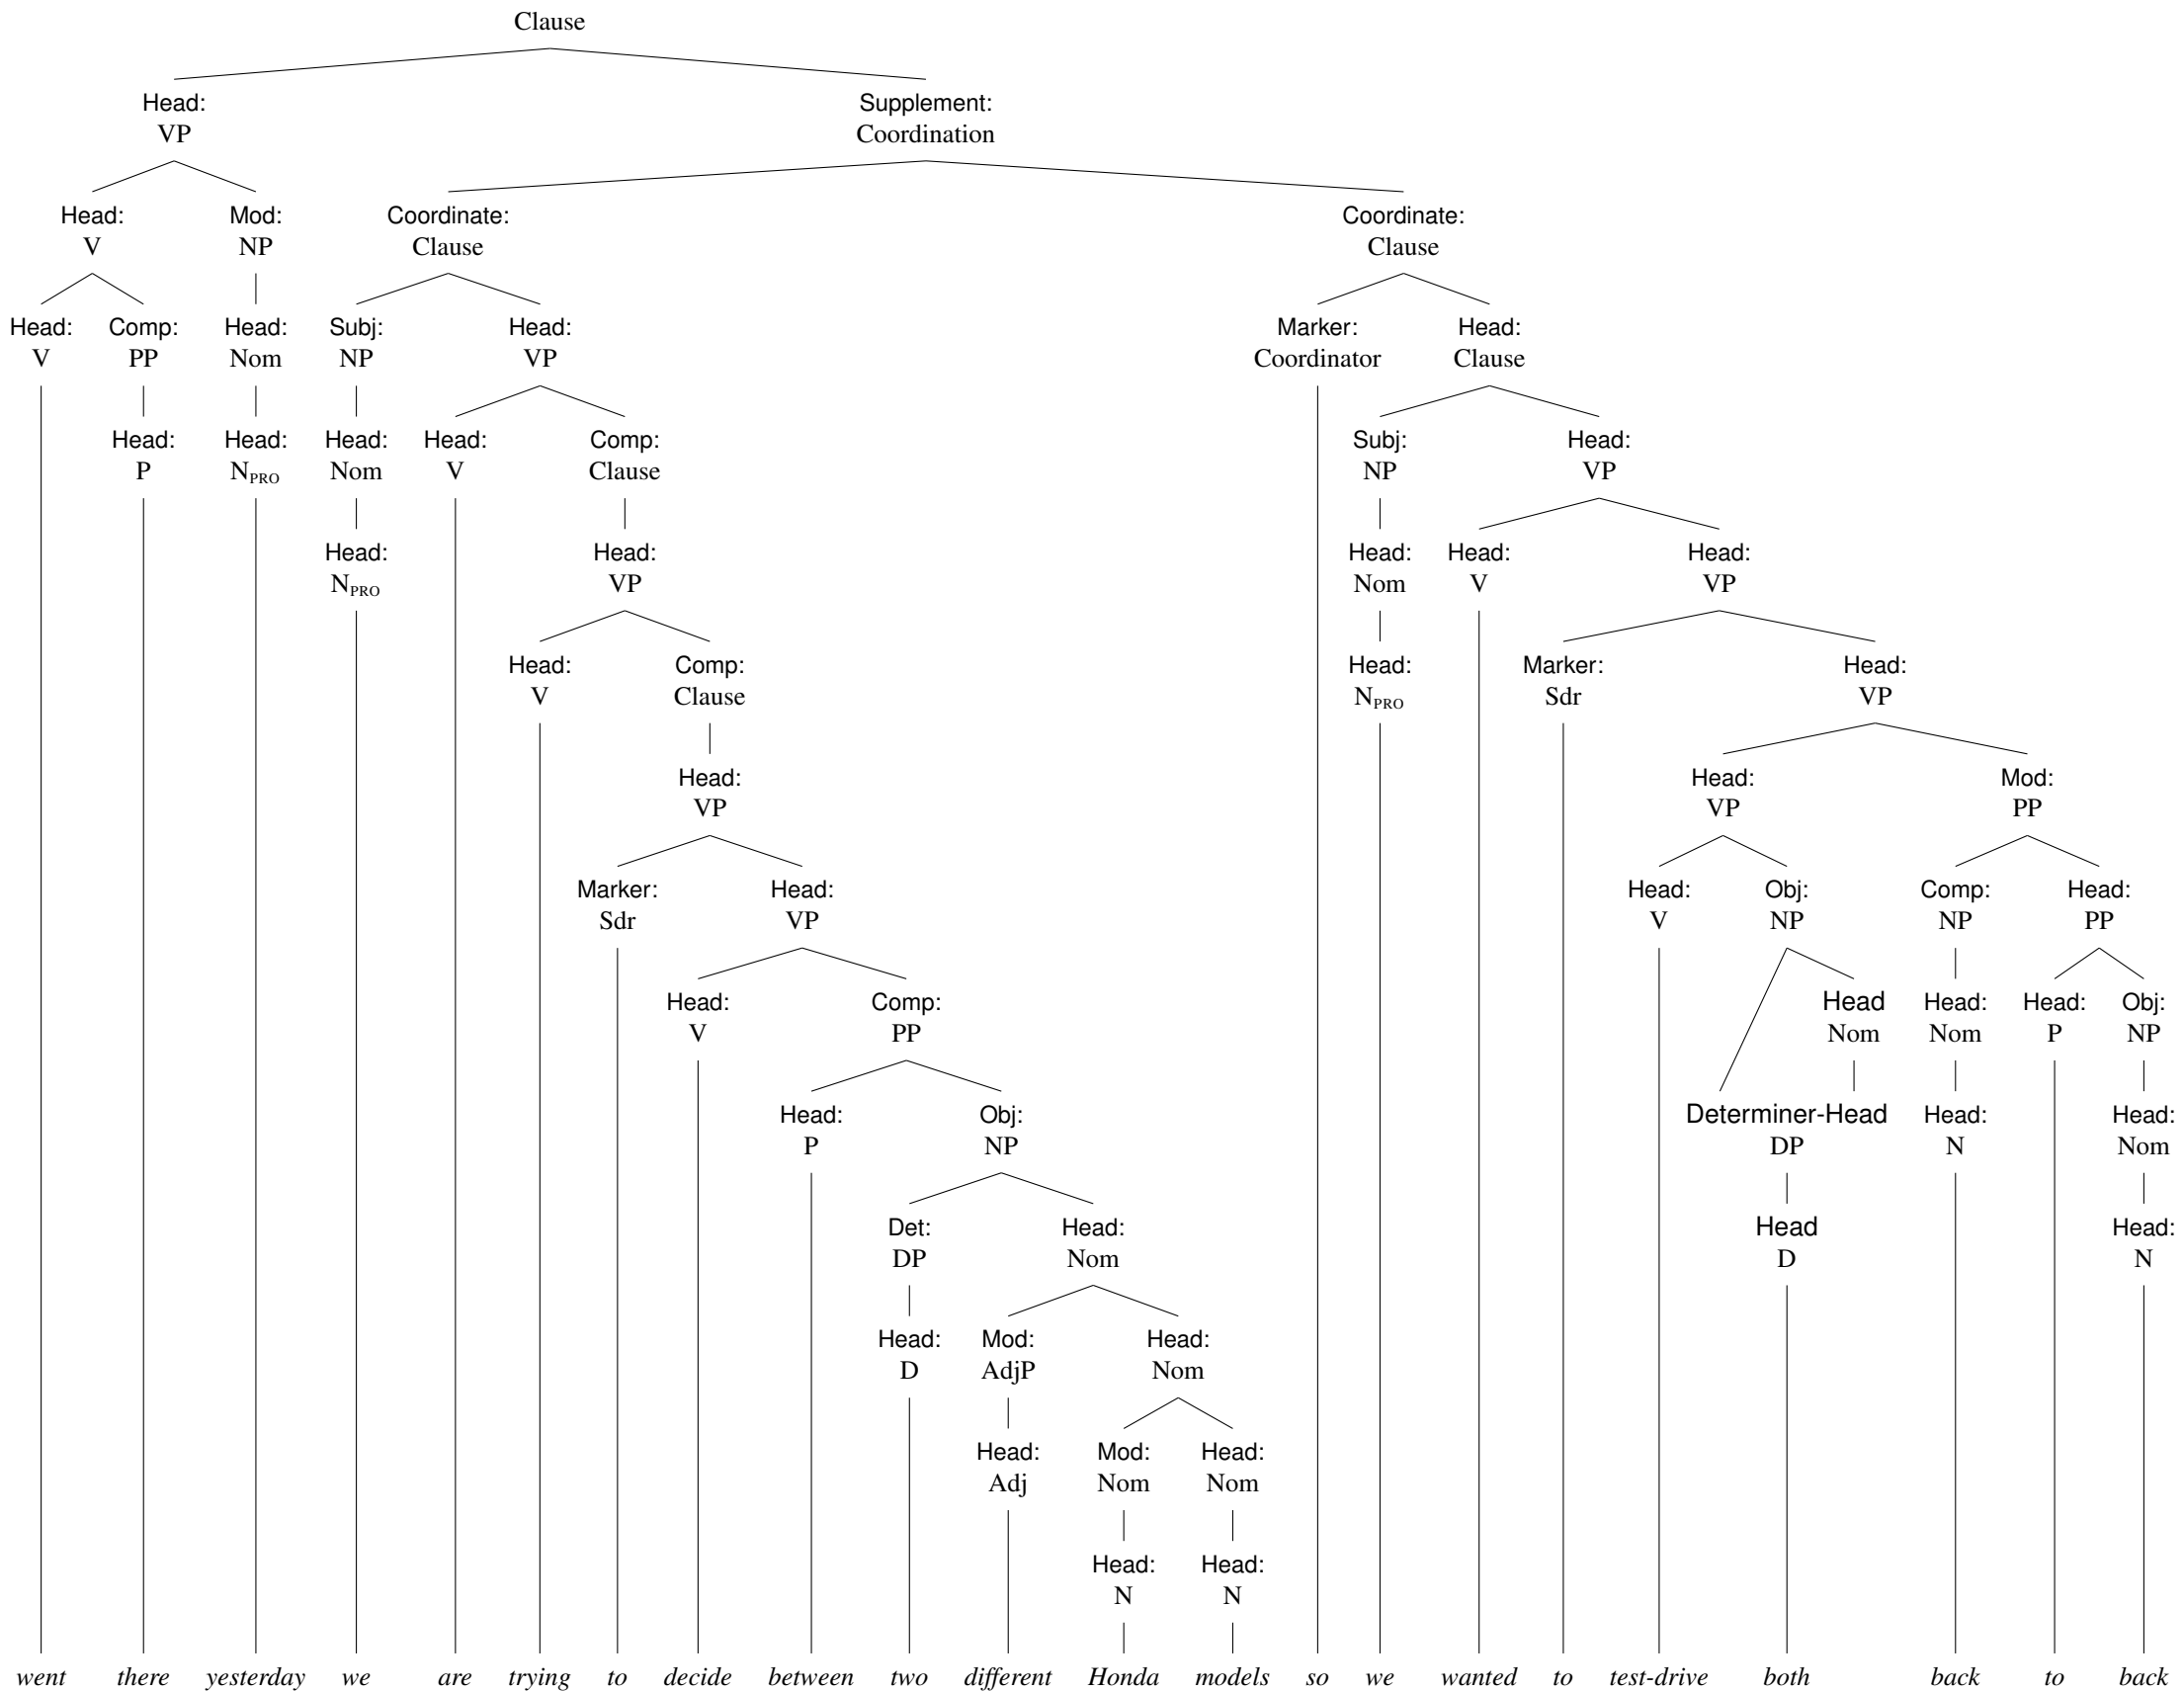 Clause
Head: Supplement:
VP Coordination
Head: Mod: Coordinate: Coordinate:
V NP Clause Clause
Head: Comp: Head: Subj: Head: Marker: Head:
V PP Nom NP VP Coordinator Clause
Head: Head: Head: Head: Comp: Subj: Head:
P NPRO Nom V Clause NP VP
Head: Head: Head: Head: Head:
NPRO VP Nom V VP
Head: Comp: Head: Marker: Head:
V Clause NPRO Sdr VP
Head: Head: Mod:
VP VP PP
Marker: Head: Head: Obj: Comp: Head:
Sdr VP V NP NP PP
Head: Comp: Head Head: Head: Obj:
V PP Nom Nom P NP
Head: Obj: Determiner-Head Head: Head:
P NP DP N Nom
Det: Head: Head Head:
DP Nom D N
Head: Mod: Head:
D AdjP Nom
Head: Mod: Head:
Adj Nom Nom
Head: Head:
N N
went there yesterday we are trying to decide between two different Honda models so we wanted to test-drive both back to back